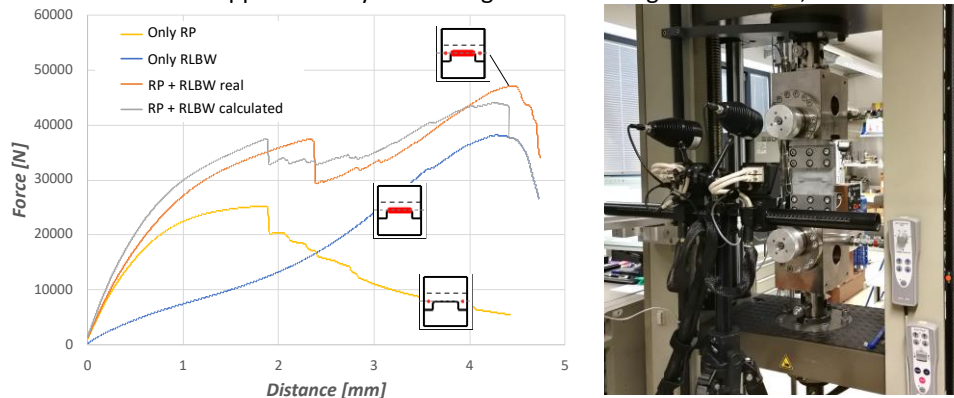 60000
50000
40000
30000
20000
10000
0
Force [N]
Only RP
Only RLBW
RP + RLBW real
RP + RLBW calculated
0
1
2
3
4
5
Distance [mm]